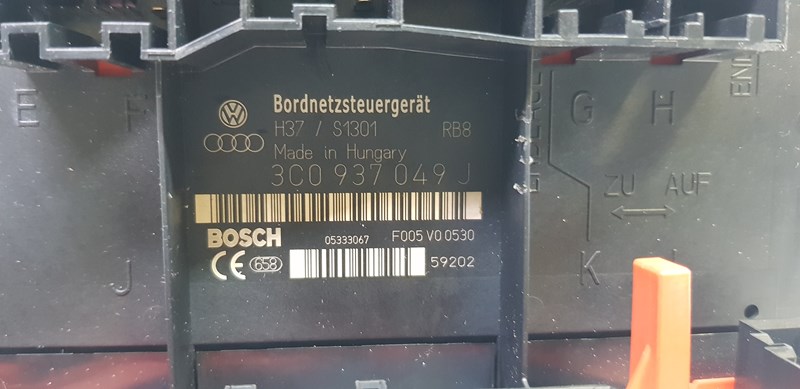 Bordnetzsteuergerät
H37 / S1301 RB8
Made in Hungary
3C0 937 049 J
BOSCH 05333067 F005 V0 0530
CE 658 59202
E F
G H
ZU AUF
J
K